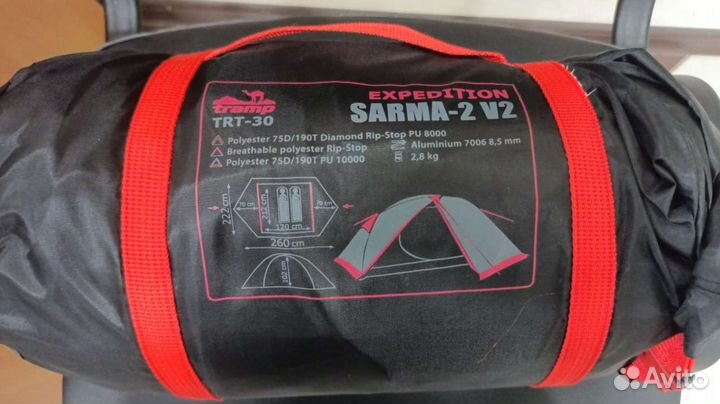 tramp
TRT-30
EXPEDITION
SARMA-2 V2
Polyester 75D/190T Diamond Rip-Stop PU 8000
Breathable polyester Rip-Stop
Polyester 75D/190T PU 10000
Aluminium 7006 8,5 mm
2,8 kg
222 cm
70 cm
212 cm
70 cm
120 cm
260 cm
102 cm
Avito